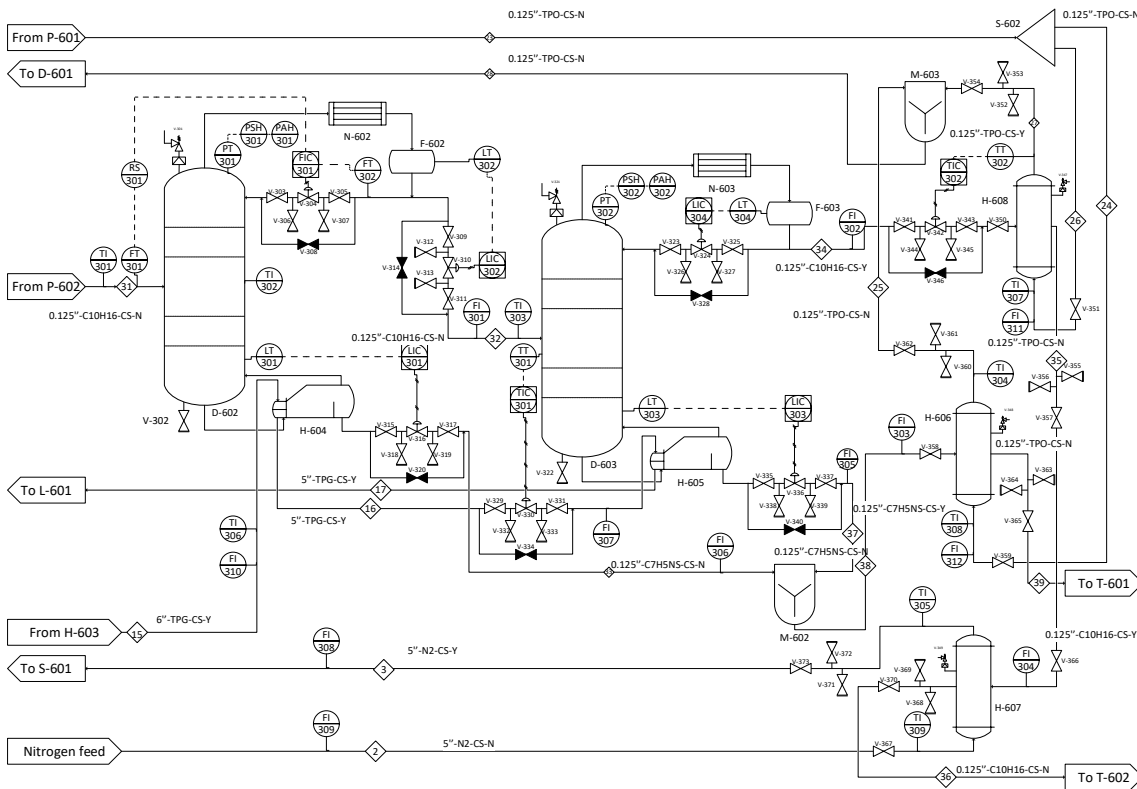 0.125"-TPO-CS-N
0.125"-TPO-CS-N
From P-601
S-602
0.125"-TPO-CS-N
To D-601
M-603
V-354
V-353
V-352
N-602
F-602
0.125"-TPO-CS-Y
PSH 301
PAH 301
PT 301
RS 301
FIC 301
FT 302
LT 302
TT 302
TIC 302
H-608
N-603
F-603
PSH 302
PAH 302
PT 302
LIC 304
LT 304
FI 302
24
26
V-303
V-304
V-305
V-306
V-307
V-308
V-309
V-312
V-310
V-314
V-313
V-311
LIC 302
V-323
V-324
V-325
V-326
V-327
V-328
34
0.125"-C10H16-CS-Y
V-341
V-342
V-343
V-350
V-344
V-345
V-346
TI 301
FT 301
From P-602
31
0.125"-C10H16-CS-N
TI 302
25
0.125"-TPO-CS-N
TI 307
FI 311
V-351
0.125"-TPO-CS-N
FI 301
TI 303
32
0.125"-C10H16-CS-N
V-361
V-362
V-360
35
LT 301
LIC 301
TT 301
TIC 301
TI 304
V-356
V-355
V-357
V-302
D-602
H-604
V-315
V-316
V-317
V-318
V-319
V-320
LT 303
LIC 303
H-606
FI 303
V-358
0.125"-TPO-CS-N
V-322
D-603
H-605
V-335
V-336
V-337
V-338
V-339
V-340
FI 305
V-364
V-363
V-365
To L-601
17
5"-TPG-CS-Y
16
5"-TPG-CS-Y
V-329
V-330
V-331
V-332
V-333
V-334
FI 307
0.125"-C7H5NS-CS-Y
37
TI 306
FI 310
FI 306
0.125"-C7H5NS-CS-N
38
TI 308
FI 312
V-359
39
To T-601
M-602
TI 305
From H-603
15
6"-TPG-CS-Y
0.125"-C10H16-CS-Y
To S-601
FI 308
3
5"-N2-CS-Y
V-373
V-372
V-371
V-370
V-369
V-368
FI 304
V-366
H-607
Nitrogen feed
FI 309
2
5"-N2-CS-N
V-367
TI 309
36
0.125"-C10H16-CS-N
To T-602